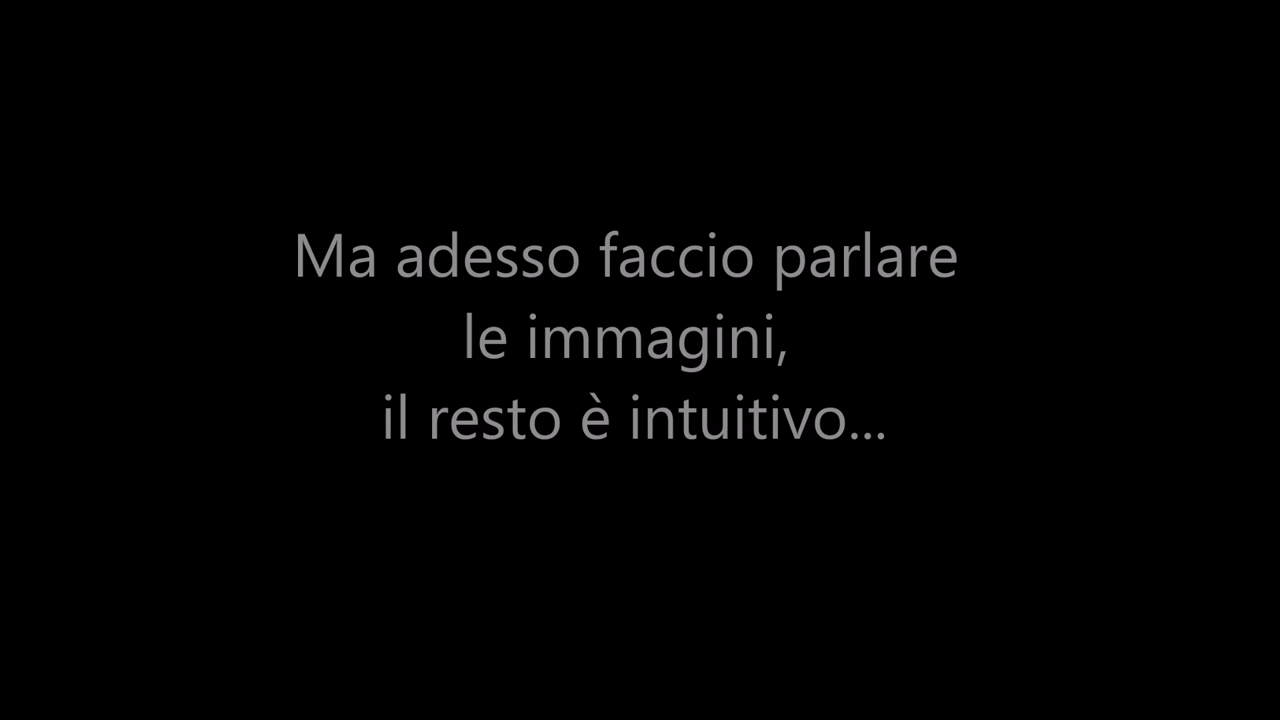 Ma adesso faccio parlare
le immagini,
il resto è intuitivo...